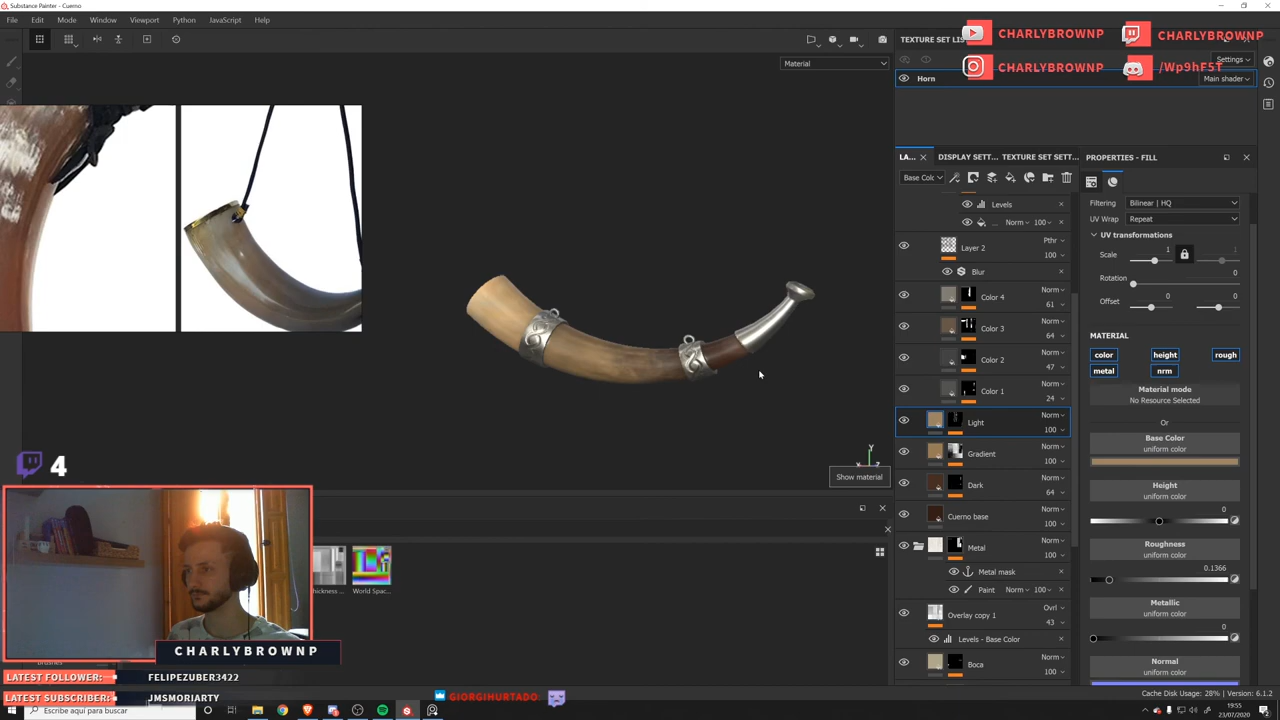 Substance Painter - Cuerno
File Edit Mode Window Viewport Python JavaScript Help
Material
TEXTURE SET LIS
CHARLYBROWNP
CHARLYBROWNP
CHARLYBROWNP
/Wp9hF5T
Settings
Horn
Main shader
LA...
DISPLAY SETT...
TEXTURE SET SETT...
PROPERTIES - FILL
Base Colo
Levels
... Norm 100
Layer 2 Pthr 100
Blur
Color 4 Norm 61
Color 3 Norm 64
Color 2 Norm 47
Color 1 Norm 24
Light Norm 100
Gradient Norm 100
Dark Norm 64
Cuerno base Norm 100
Metal Norm 100
Metal mask
Paint Norm 100
Overlay copy 1 Ovrl 43
Levels - Base Color
Boca Norm 100
Filtering Bilinear | HQ
UV Wrap Repeat
UV transformations
Scale 1 1
Rotation 0
Offset 0 0
MATERIAL
color height rough
metal nrm
Material mode
No Resource Selected
Or
Base Color
uniform color
Height
uniform color
0
Roughness
uniform color
0.1366
Metallic
uniform color
0
Normal
uniform color
Y
Show material
4
thickness ...
World Spac...
Brushes
CHARLYBROWNP
LATEST FOLLOWER: FELIPEZUBER3422
LATEST SUBSCRIBER: JMSMORIARTY
GIORGIHURTADO:
Escribe aquí para buscar
Cache Disk Usage: 28% | Version: 6.1.2
19:55
23/07/2020